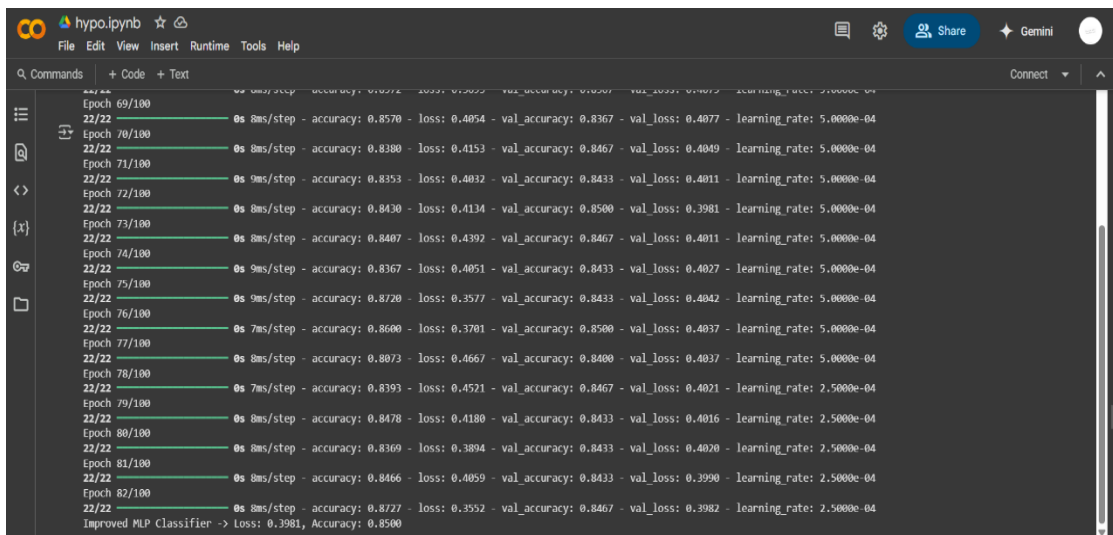 hypo.ipynb
Share
Gemini
File Edit View Insert Runtime Tools Help
Commands + Code + Text
Connect
Epoch 69/100
22/22 0s 8ms/step - accuracy: 0.8570 - loss: 0.4054 - val_accuracy: 0.8367 - val_loss: 0.4077 - learning_rate: 5.0000e-04
Epoch 70/100
22/22 0s 8ms/step - accuracy: 0.8380 - loss: 0.4153 - val_accuracy: 0.8467 - val_loss: 0.4049 - learning_rate: 5.0000e-04
Epoch 71/100
22/22 0s 9ms/step - accuracy: 0.8353 - loss: 0.4032 - val_accuracy: 0.8433 - val_loss: 0.4011 - learning_rate: 5.0000e-04
Epoch 72/100
22/22 0s 8ms/step - accuracy: 0.8430 - loss: 0.4134 - val_accuracy: 0.8500 - val_loss: 0.3981 - learning_rate: 5.0000e-04
Epoch 73/100
22/22 0s 8ms/step - accuracy: 0.8407 - loss: 0.4392 - val_accuracy: 0.8467 - val_loss: 0.4011 - learning_rate: 5.0000e-04
Epoch 74/100
22/22 0s 9ms/step - accuracy: 0.8367 - loss: 0.4051 - val_accuracy: 0.8433 - val_loss: 0.4027 - learning_rate: 5.0000e-04
Epoch 75/100
22/22 0s 9ms/step - accuracy: 0.8720 - loss: 0.3577 - val_accuracy: 0.8433 - val_loss: 0.4042 - learning_rate: 5.0000e-04
Epoch 76/100
22/22 0s 7ms/step - accuracy: 0.8600 - loss: 0.3701 - val_accuracy: 0.8500 - val_loss: 0.4037 - learning_rate: 5.0000e-04
Epoch 77/100
22/22 0s 8ms/step - accuracy: 0.8073 - loss: 0.4667 - val_accuracy: 0.8400 - val_loss: 0.4037 - learning_rate: 5.0000e-04
Epoch 78/100
22/22 0s 7ms/step - accuracy: 0.8393 - loss: 0.4521 - val_accuracy: 0.8467 - val_loss: 0.4021 - learning_rate: 2.5000e-04
Epoch 79/100
22/22 0s 8ms/step - accuracy: 0.8478 - loss: 0.4180 - val_accuracy: 0.8433 - val_loss: 0.4016 - learning_rate: 2.5000e-04
Epoch 80/100
22/22 0s 8ms/step - accuracy: 0.8369 - loss: 0.3894 - val_accuracy: 0.8433 - val_loss: 0.4020 - learning_rate: 2.5000e-04
Epoch 81/100
22/22 0s 8ms/step - accuracy: 0.8466 - loss: 0.4059 - val_accuracy: 0.8433 - val_loss: 0.3990 - learning_rate: 2.5000e-04
Epoch 82/100
22/22 0s 8ms/step - accuracy: 0.8727 - loss: 0.3552 - val_accuracy: 0.8467 - val_loss: 0.3982 - learning_rate: 2.5000e-04
Improved MLP Classifier -> Loss: 0.3981, Accuracy: 0.8500